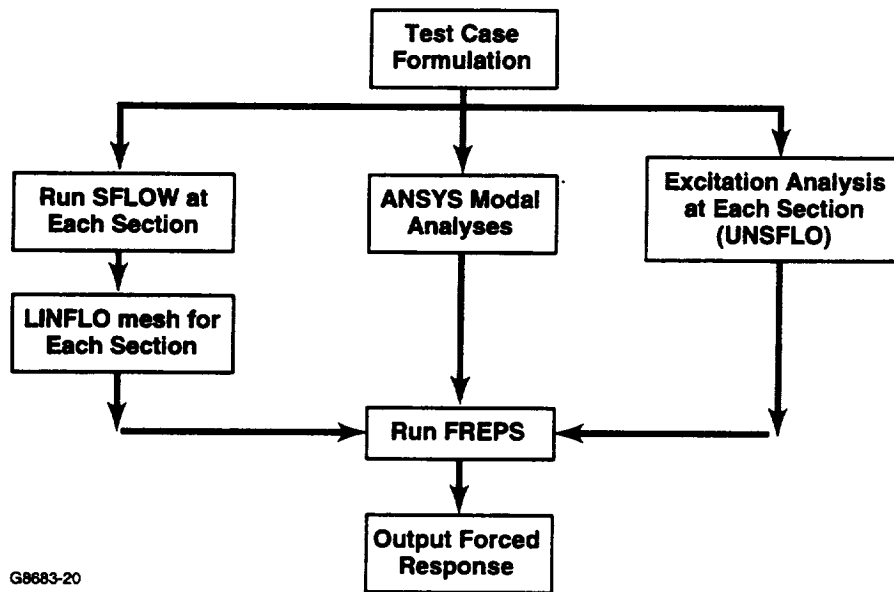 Test Case
Formulation
Run SFLOW at
Each Section
ANSYS Modal
Analyses
Excitation Analysis
at Each Section
(UNSFLO)
LINFLO mesh for
Each Section
Run FREPS
Output Forced
Response
G8683-20